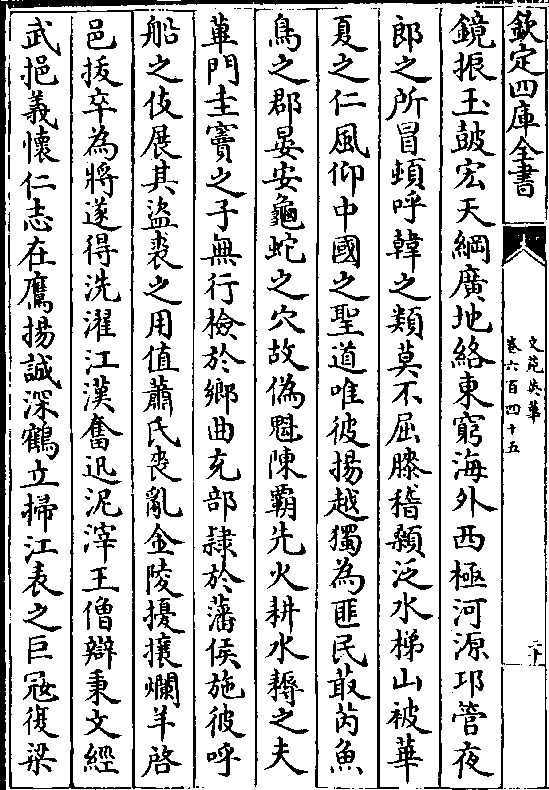 欽定四庫全書
文苑英華
卷六百四十五
二十
鏡振玉鼓宏天綱廣地絡東窮海外西極河源邛管夜
郎之所冒頓呼韓之類莫不屈膝稽顙泛水梯山被華
夏之仁風仰中國之聖道唯彼揚越獨為匪民蕞芮魚
鳥之郡晏安龜蛇之穴故偽魁陳霸先火耕水耨之夫
蓽門圭竇之子無行檢於鄉曲充部隷於藩侯施彼呼
船之伎展其盜裘之用值蕭氏喪亂金陵擾攘爛羊啓
邑拔卒為將遂得洗濯江漢奮迅泥滓王僧辯秉文經
武挹義懷仁志在鷹揚誠深鶴立掃江表之巨寇復梁